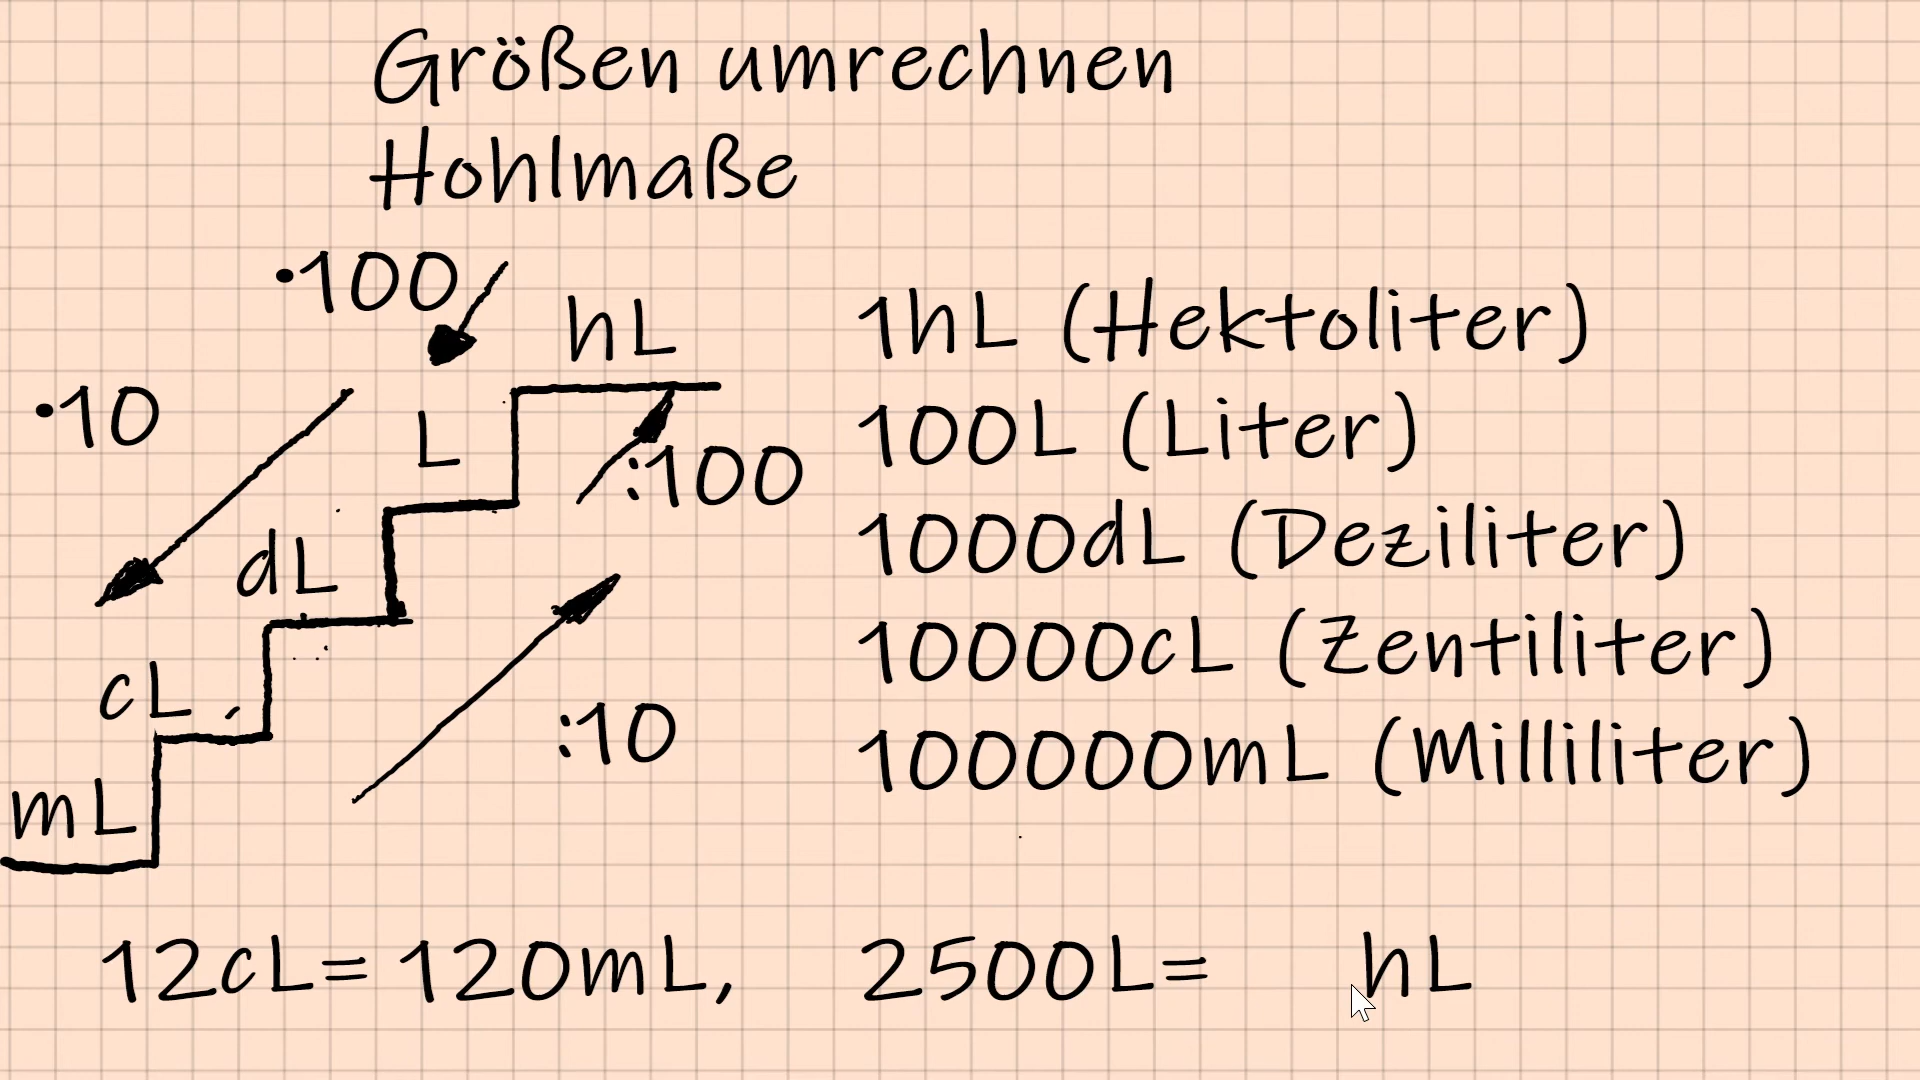 Größen umrechnen
Hohlmaße
·100
hL
·10
L
:100
dL
cL
:10
mL
1hL (Hektoliter)
100L (Liter)
1000dL (Deziliter)
10000cL (Zentiliter)
100000mL (Milliliter)
12cL= 120mL, 2500L= hL